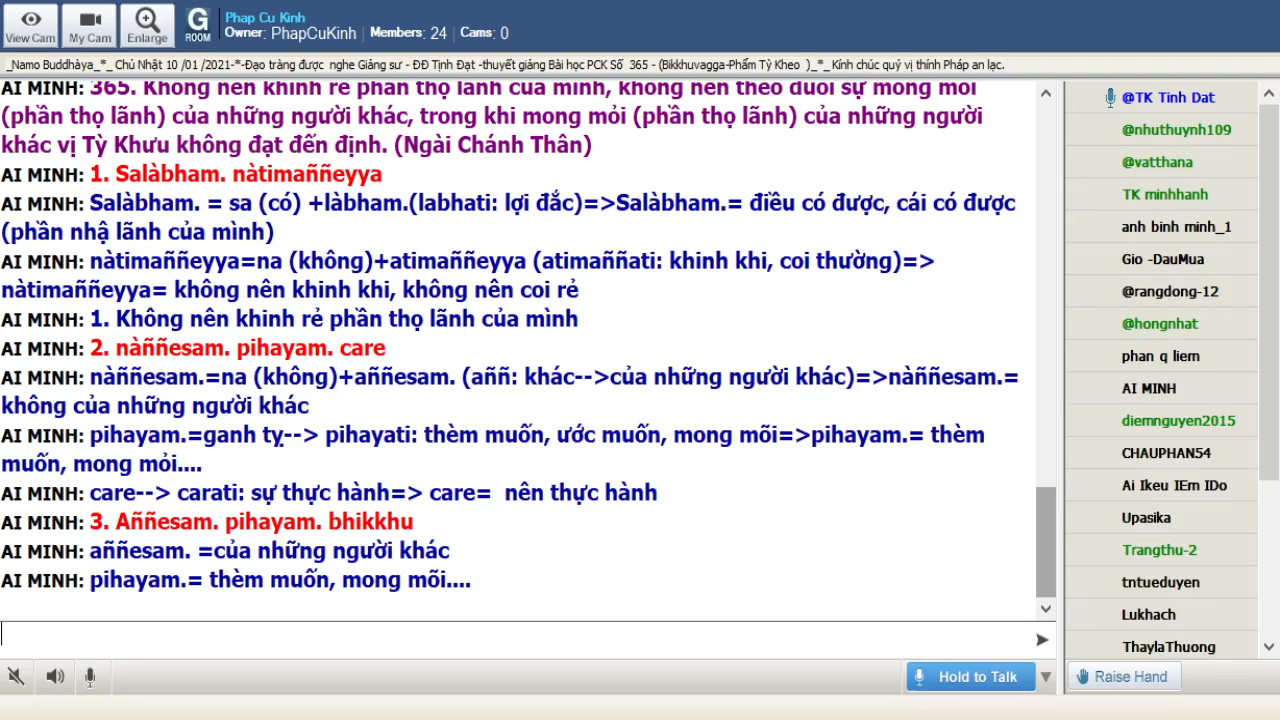 View Cam
My Cam
Enlarge
G
ROOM
Phap Cu Kinh
Owner: PhapCuKinh | Members: 24 | Cams: 0
_Namo Buddhàya_*_ Chủ Nhật 10 /01 /2021-*-Đạo tràng được nghe Giảng sư - ĐĐ Tịnh Đạt -thuyết giảng Bài học PCK Số 365 - (Bikkhuvagga-Phẩm Tỳ Kheo )_*_ Kính chúc quý vị thính Pháp an lạc.
AI MINH: 365. Không nên khinh rẻ phần thọ lãnh của mình, không nên theo đuổi sự mong mỏi
(phần thọ lãnh) của những người khác, trong khi mong mỏi (phần thọ lãnh) của những người
khác vị Tỳ Khưu không đạt đến định. (Ngài Chánh Thân)
AI MINH: 1. Salàbham. nàtimaññeyya
AI MINH: Salàbham. = sa (có) +làbham.(labhati: lợi đắc)=>Salàbham.= điều có được, cái có được
(phần nhậ lãnh của mình)
AI MINH: nàtimaññeyya=na (không)+atimaññeyya (atimaññati: khinh khi, coi thường)=>
nàtimaññeyya= không nên khinh khi, không nên coi rẻ
AI MINH: 1. Không nên khinh rẻ phần thọ lãnh của mình
AI MINH: 2. nàññesam. pihayam. care
AI MINH: nàññesam.=na (không)+aññesam. (aññ: khác-->của những người khác)=>nàññesam.=
không của những người khác
AI MINH: pihayam.=ganh tỵ--> pihayati: thèm muốn, ước muốn, mong mõi=>pihayam.= thèm
muốn, mong mỏi....
AI MINH: care--> carati: sự thực hành=> care= nên thực hành
AI MINH: 3. Aññesam. pihayam. bhikkhu
AI MINH: aññesam. =của những người khác
AI MINH: pihayam.= thèm muốn, mong mõi....
@TK Tinh Dat
@nhuthuynh109
@vatthana
TK minhhanh
anh binh minh_1
Gio -DauMua
@rangdong-12
@hongnhat
phan q liem
AI MINH
diemnguyen2015
CHAUPHAN54
Ai Ikeu IEm IDo
Upasika
Trangthu-2
tntueduyen
Lukhach
ThaylaThuong
Hold to Talk
Raise Hand